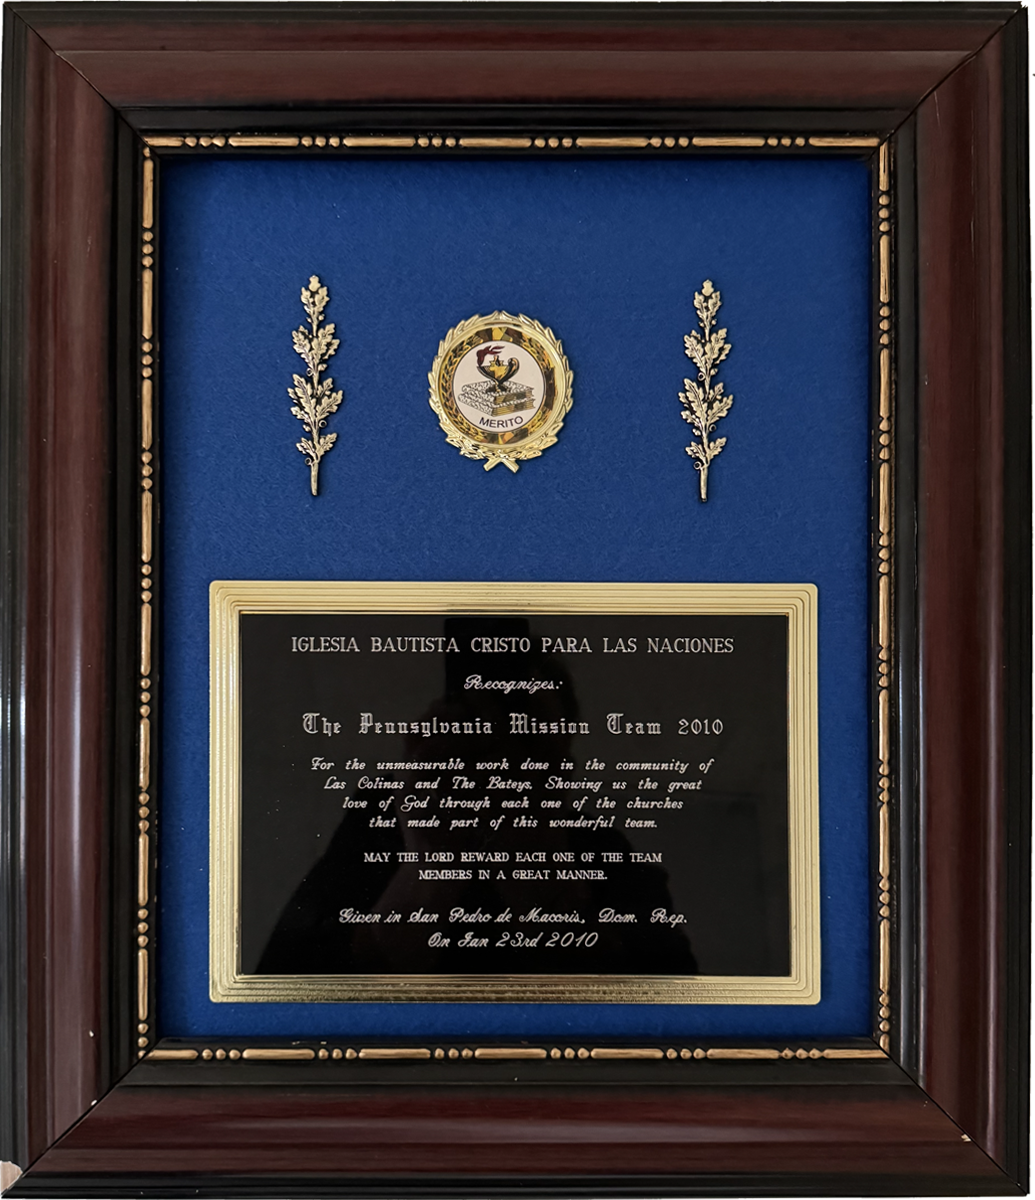 MERITO
IGLESIA BAUTISTA CRISTO PARA LAS NACIONES
Recognizes:
The Pennsylvania Mission Team 2010
For the unmeasurable work done in the community of
Las Colinas and The Bateys. Showing us the great
love of God through each one of the churches
that made part of this wonderful team.
MAY THE LORD REWARD EACH ONE OF THE TEAM
MEMBERS IN A GREAT MANNER.
Given in San Pedro de Macoris, Dom. Rep.
On Jan 23rd 2010